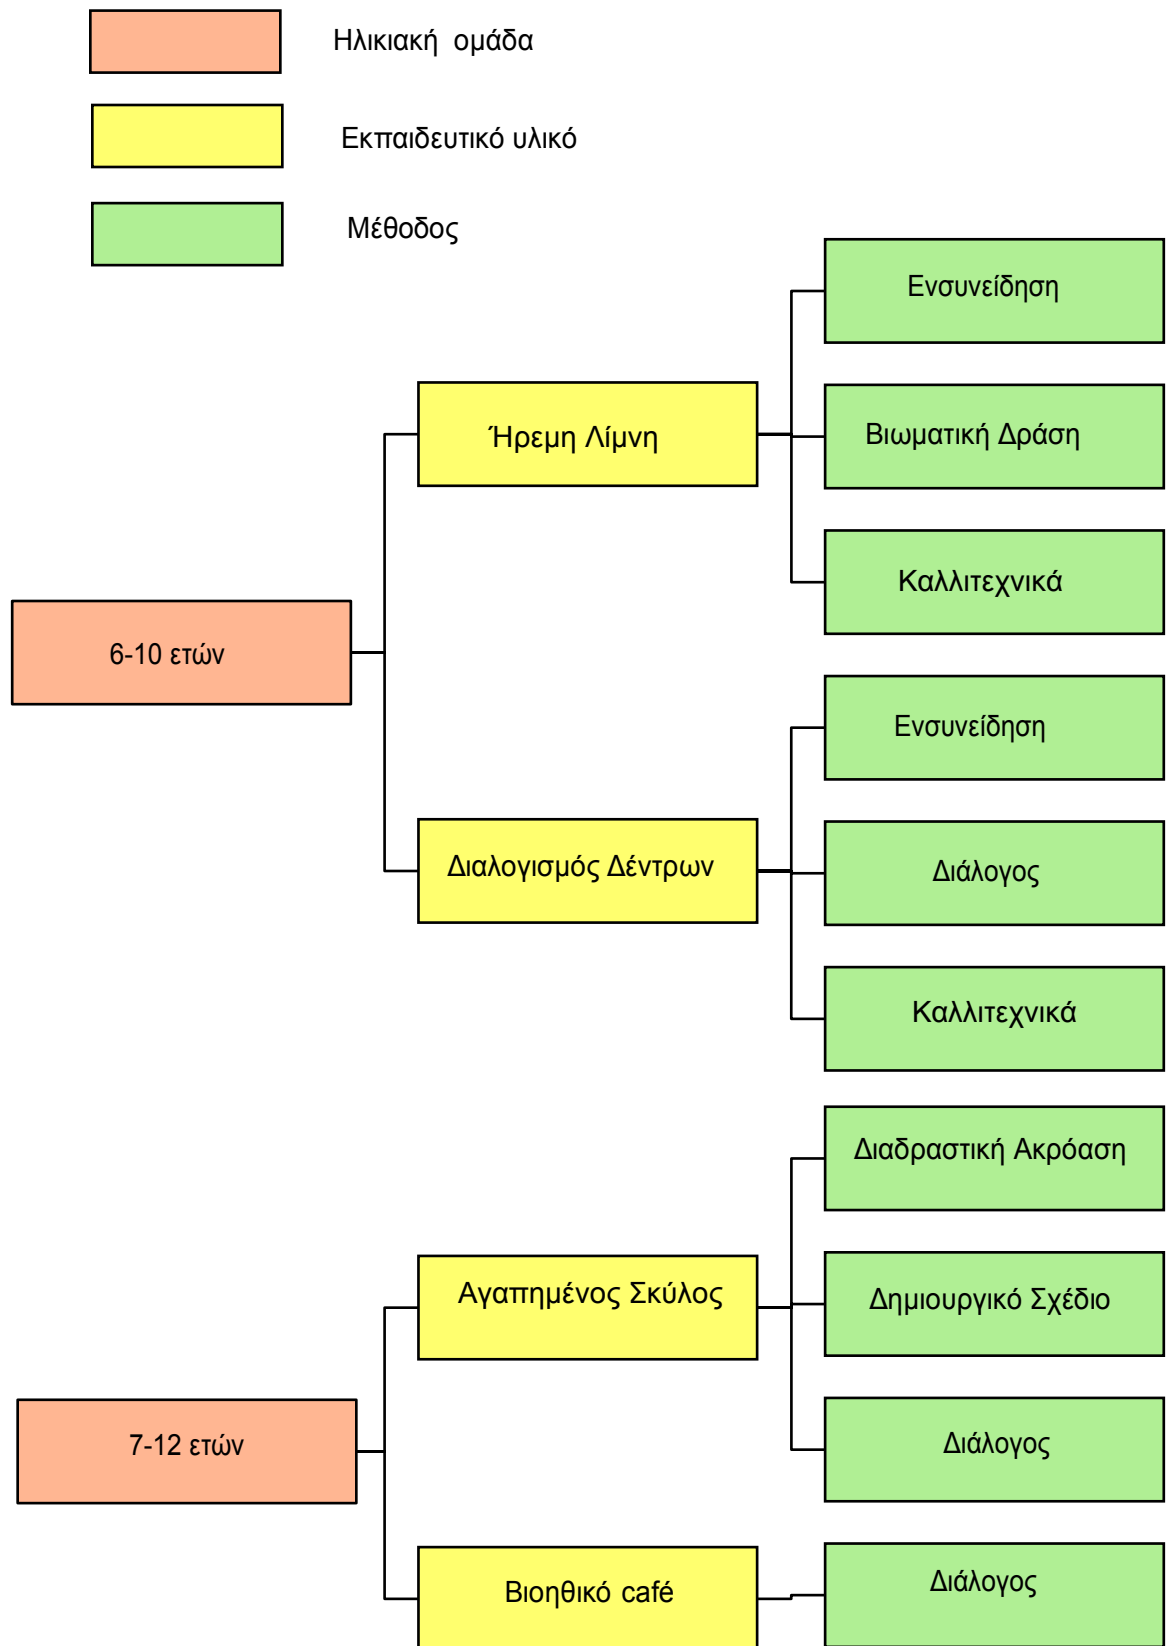 Ηλικιακή ομάδα
Εκπαιδευτικό υλικό
Μέθοδος
Ενσυνείδηση
Ήρεμη Λίμνη
Βιωματική Δράση
Καλλιτεχνικά
6-10 ετών
Ενσυνείδηση
Διαλογισμός Δέντρων
Διάλογος
Καλλιτεχνικά
Διαδραστική Ακρόαση
Αγαπημένος Σκύλος
Δημιουργικό Σχέδιο
7-12 ετών
Διάλογος
Βιοηθικό café
Διάλογος